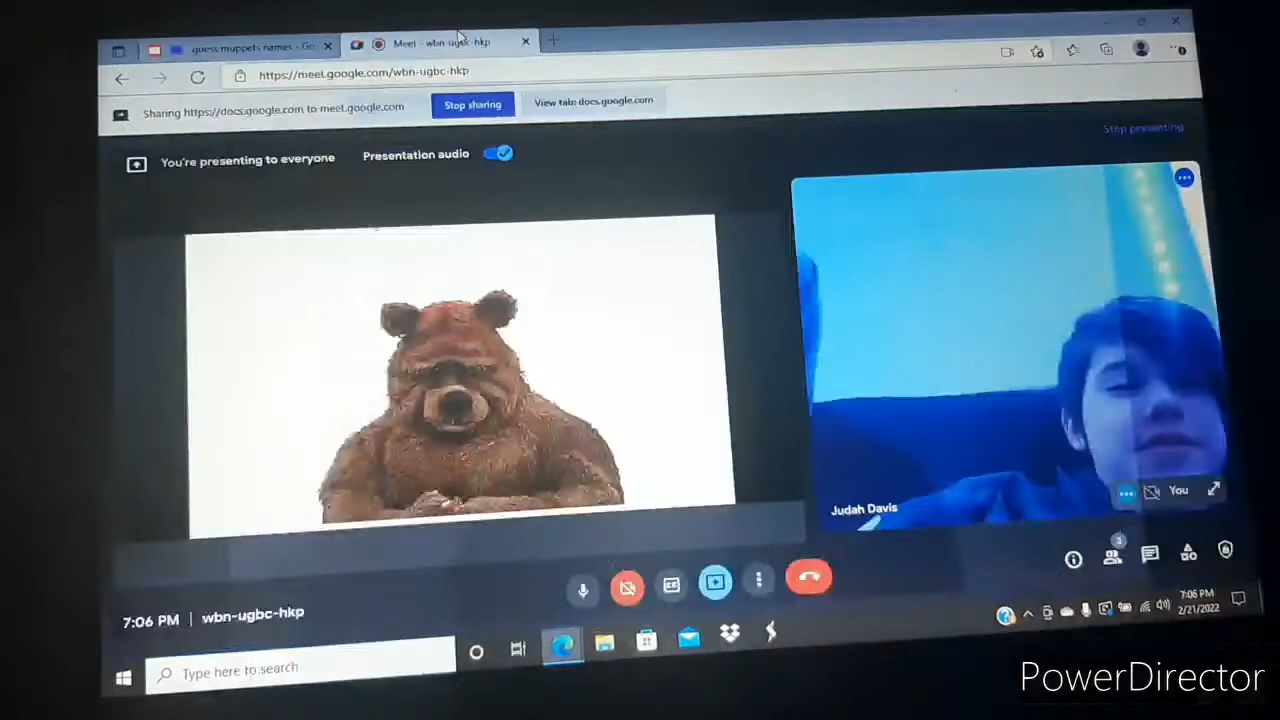 guess muppets names - Go
Meet - wbn-ugbc-hkp
https://meet.google.com/wbn-ugbc-hkp
Sharing https://docs.google.com to meet.google.com
Stop sharing
View tab: docs.google.com
Stop presenting
You're presenting to everyone
Presentation audio
Judah Davis
You
CC
3
7:06 PM | wbn-ugbc-hkp
7:06 PM
2/21/2022
Type here to search
PowerDirector